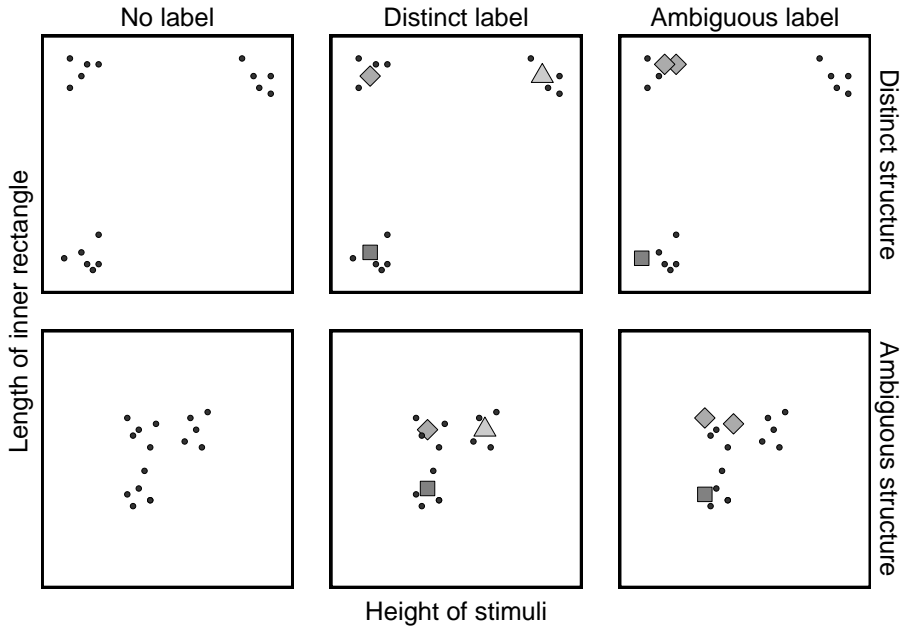 No label
Distinct label
Ambiguous label
Distinct structure
Length of inner rectangle
Ambiguous structure
Height of stimuli